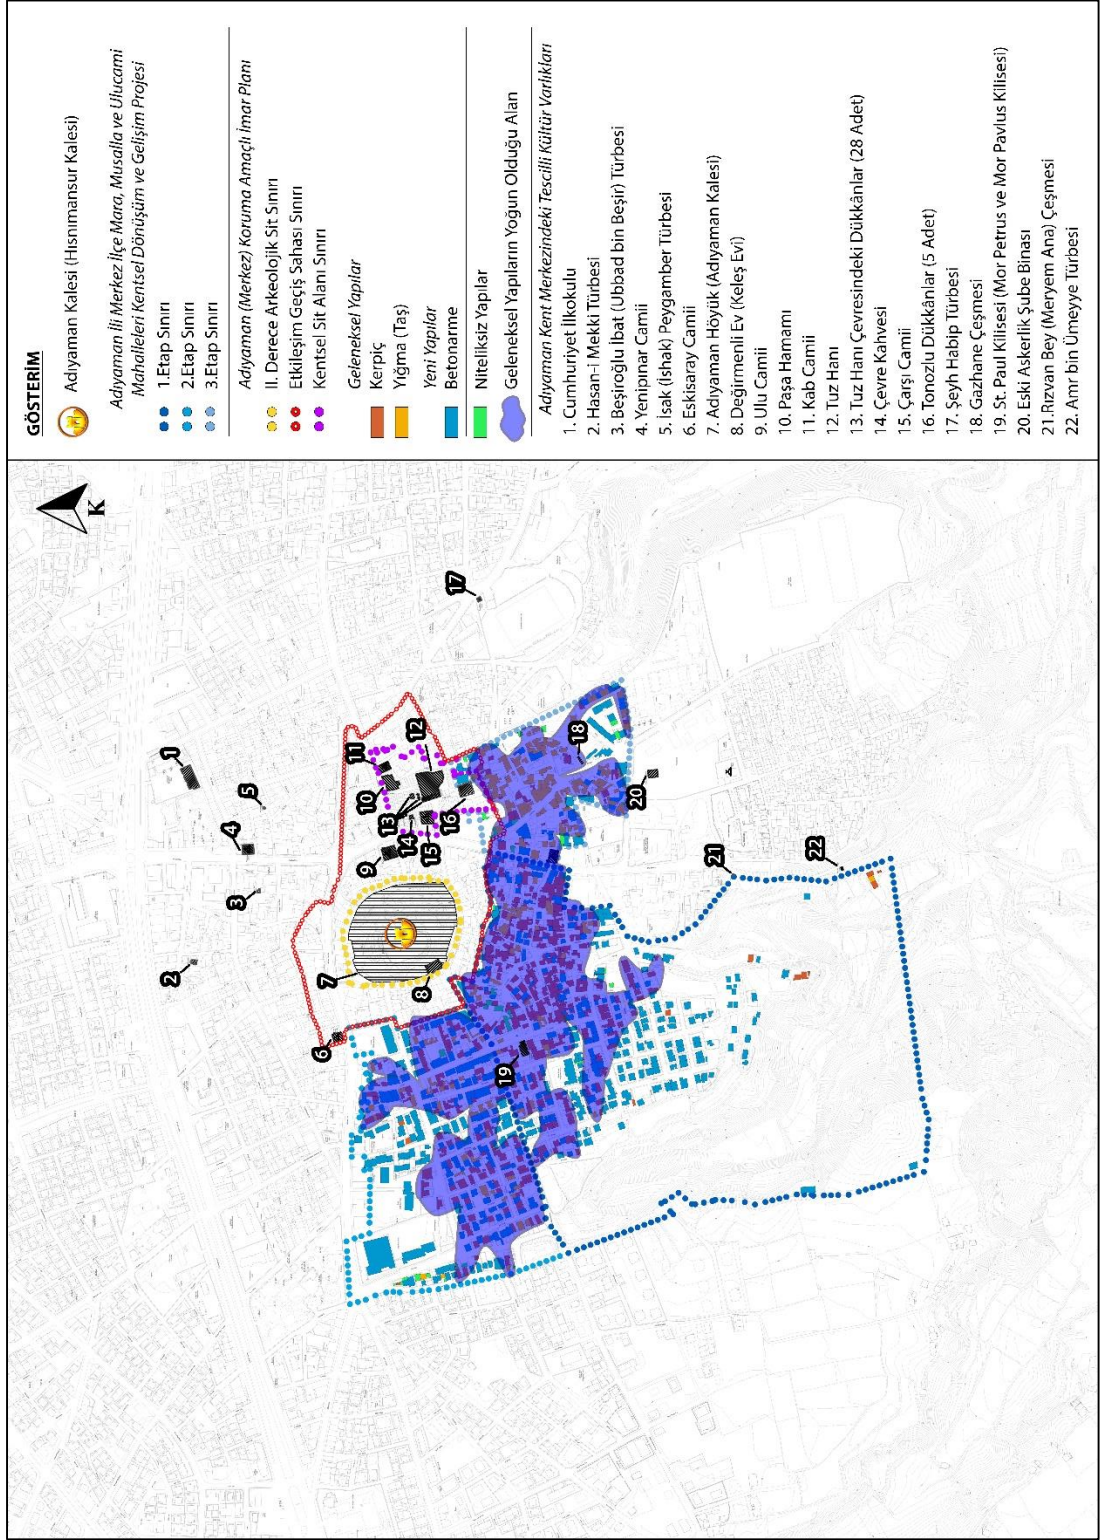 GÖSTERİM
Adıyaman Kalesi (Hısnımansur Kalesi)
Adıyaman İli Merkez İlçe Mara, Musalla ve Ulucami
Mahalleleri Kentsel Dönüşüm ve Gelişim Projesi
1.Etap Sınırı
2.Etap Sınırı
3.Etap Sınırı
Adıyaman (Merkez) Koruma Amaçlı İmar Planı
II. Derece Arkeolojik Sit Sınırı
Etkileşim Geçiş Sahası Sınırı
Kentsel Sit Alanı Sınırı
Geleneksel Yapılar
Kerpiç
Yığma (Taş)
Yeni Yapılar
Betonarme
Niteliksiz Yapılar
Geleneksel Yapıların Yoğun Olduğu Alan
Adıyaman Kent Merkezindeki Tescilli Kültür Varlıkları
1. Cumhuriyet İlkokulu
2. Hasan-ı Mekki Türbesi
3. Beşiroğlu İbat (Ubbad bin Beşir) Türbesi
4. Yenipınar Camii
5. İsak (İshak) Peygamber Türbesi
6. Eskisaray Camii
7. Adıyaman Höyük (Adıyaman Kalesi)
8. Değirmenli Ev (Keleş Evi)
9. Ulu Camii
10. Paşa Hamamı
11. Kab Camii
12. Tuz Hanı
13. Tuz Hanı Çevresindeki Dükkânlar (28 Adet)
14. Çevre Kahvesi
15. Çarşı Camii
16. Tonozlu Dükkânlar (5 Adet)
17. Şeyh Habip Türbesi
18. Gazhane Çeşmesi
19. St. Paul Kilisesi (Mor Petrus ve Mor Pavlus Kilisesi)
20. Eski Askerlik Şube Binası
21.Rızvan Bey (Meryem Ana) Çeşmesi
22. Amr bin Ümeyye Türbesi
K
1
2
3
4
5
6
7
8
9
10
11
12
13
14
15
16
17
18
19
20
21
22